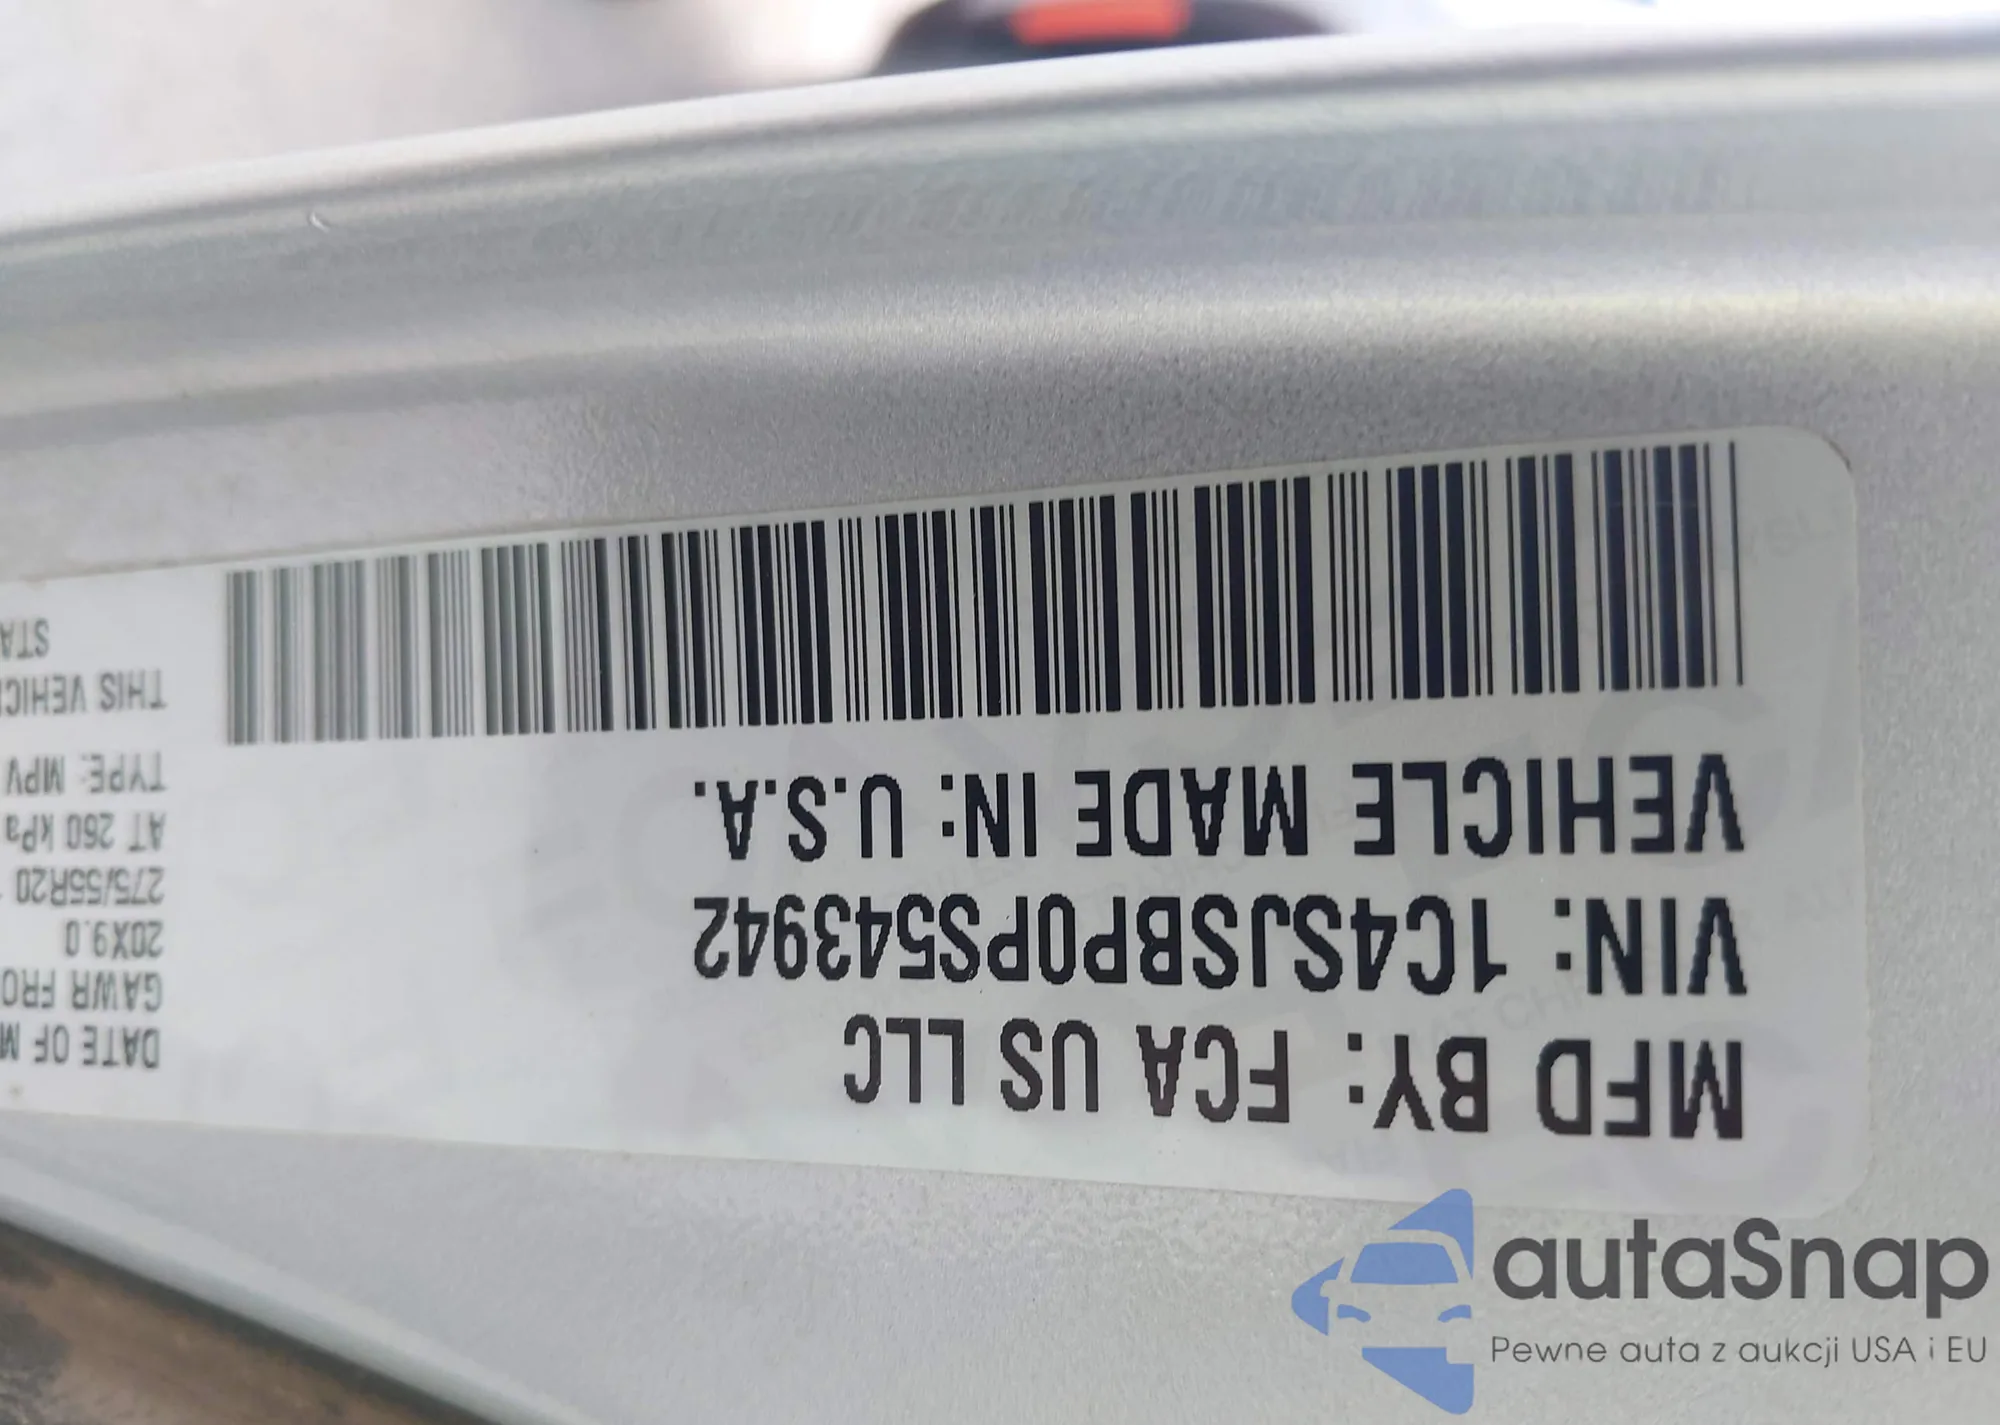 MFD BY: FCA US LLC
VIN: 1C4SJSBP0PS543942
VEHICLE MADE IN: U.S.A.
DATE OF M
GAWR FRO
20X9.0
275/55R20
AT 260 kPa
TYPE: MPV
THIS VEHICL
STA
autaSnap
Pewne auta z aukcji USA i EU